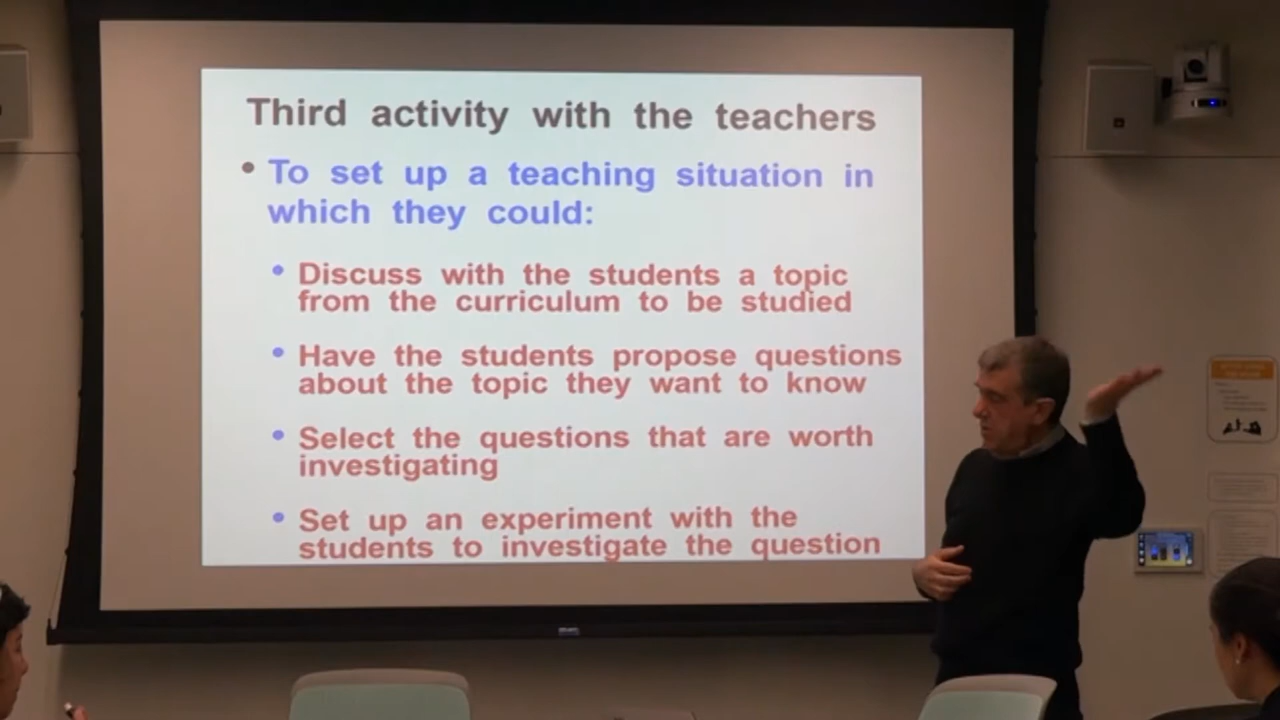 Third activity with the teachers
• To set up a teaching situation in
which they could:
• Discuss with the students a topic
from the curriculum to be studied
• Have the students propose questions
about the topic they want to know
• Select the questions that are worth
investigating
• Set up an experiment with the
students to investigate the question